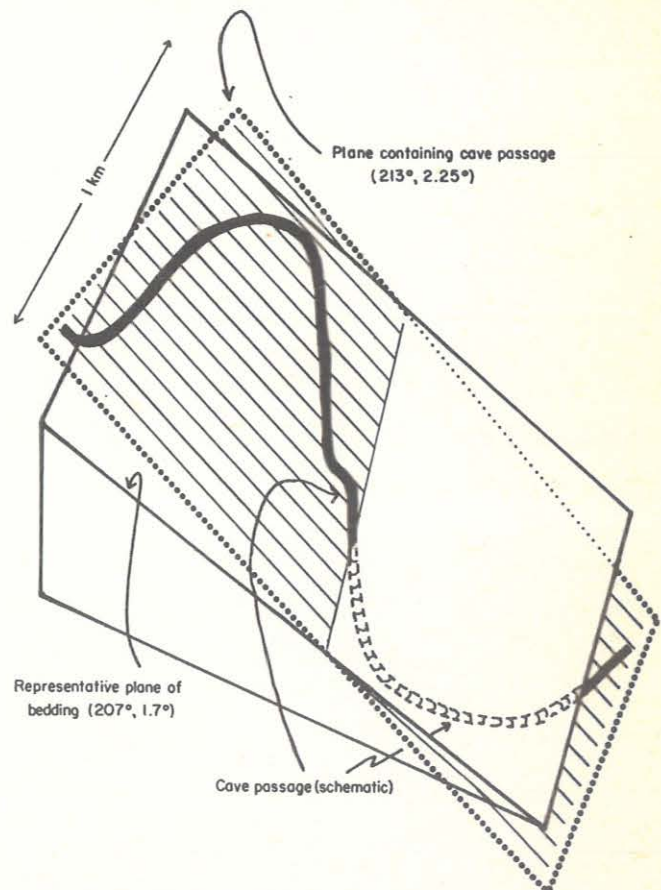 1 km
Plane containing cave passage
(213°, 2.25°)
Representative plane of
bedding (207°, 1.7°)
Cave passage (schematic)